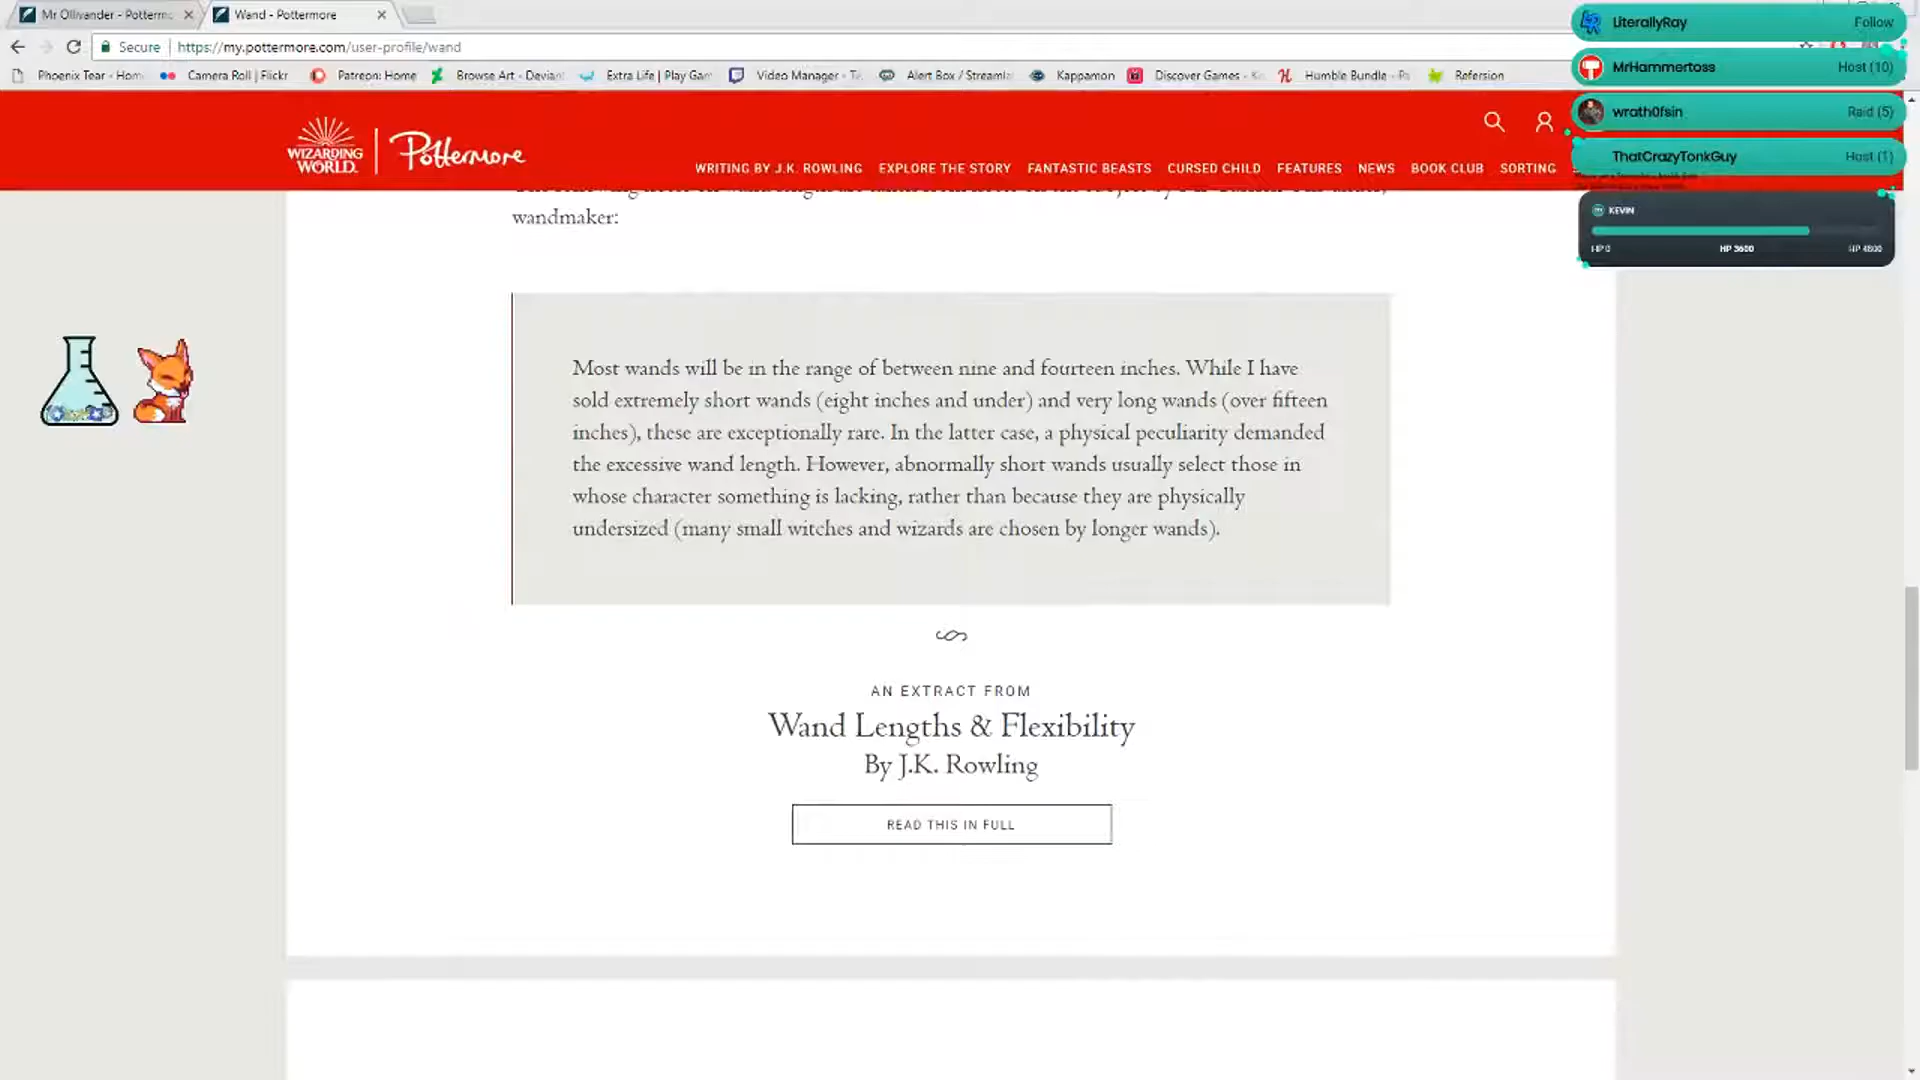 Mr Ollivander - Pottermo
Wand - Pottermore
Secure
https://my.pottermore.com/user-profile/wand
Phoenix Tear - Hom
Camera Roll | Flickr
Patreon: Home
Browse Art - Deviant
Extra Life | Play Gam
Video Manager - Tw
Alert Box / Streamla
Kappamon
Discover Games -
Humble Bundle -
Refersion
LiterallyRay Follow
MrHammertoss Host (10)
wrath0fsin Raid (5)
ThatCrazyTonkGuy Host (1)
KEVIN
HP 0 HP 3600 HP 4800
WIZARDING
WORLD
Pottermore
WRITING BY J.K. ROWLING
EXPLORE THE STORY
FANTASTIC BEASTS
CURSED CHILD
FEATURES
NEWS
BOOK CLUB
SORTING
wandmaker:
Most wands will be in the range of between nine and fourteen inches. While I have
sold extremely short wands (eight inches and under) and very long wands (over fifteen
inches), these are exceptionally rare. In the latter case, a physical peculiarity demanded
the excessive wand length. However, abnormally short wands usually select those in
whose character something is lacking, rather than because they are physically
undersized (many small witches and wizards are chosen by longer wands).
AN EXTRACT FROM
Wand Lengths & Flexibility
By J.K. Rowling
READ THIS IN FULL